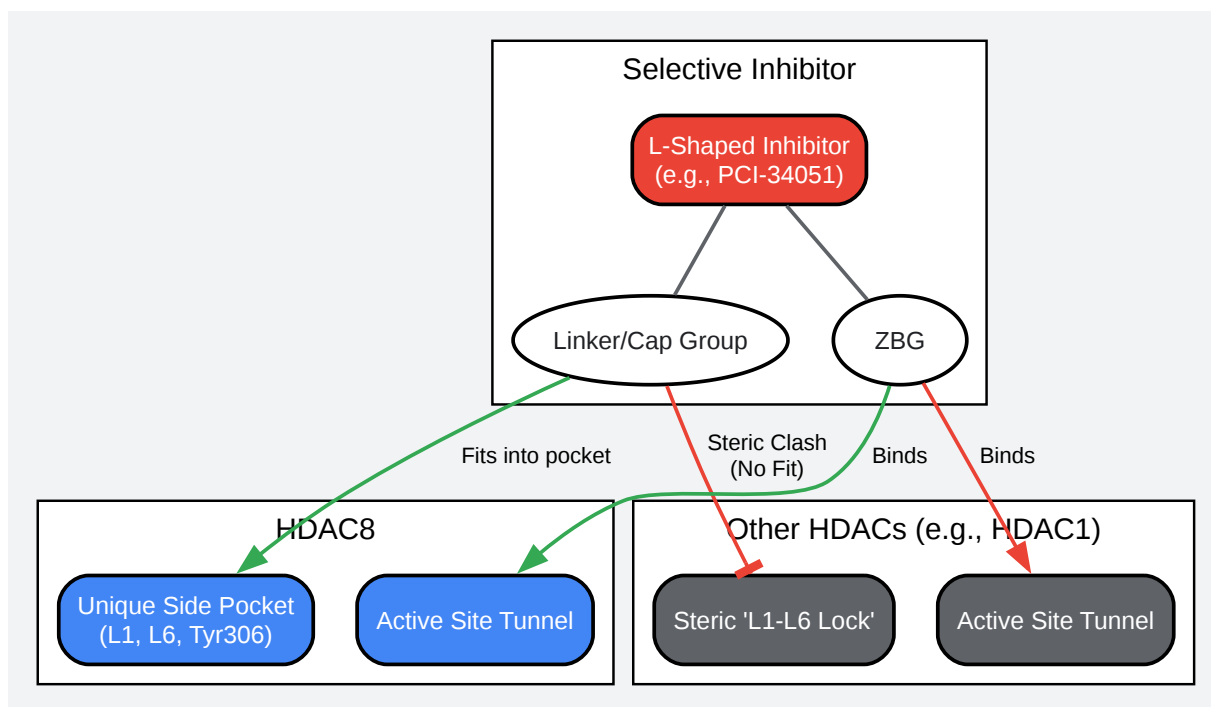 Selective Inhibitor
L-Shaped Inhibitor
(e.g., PCI-34051)
Linker/Cap Group
ZBG
Fits into pocket
Steric Clash
(No Fit)
Binds
Binds
HDAC8
Unique Side Pocket
(L1, L6, Tyr306)
Active Site Tunnel
Other HDACs (e.g., HDAC1)
Steric 'L1-L6 Lock'
Active Site Tunnel